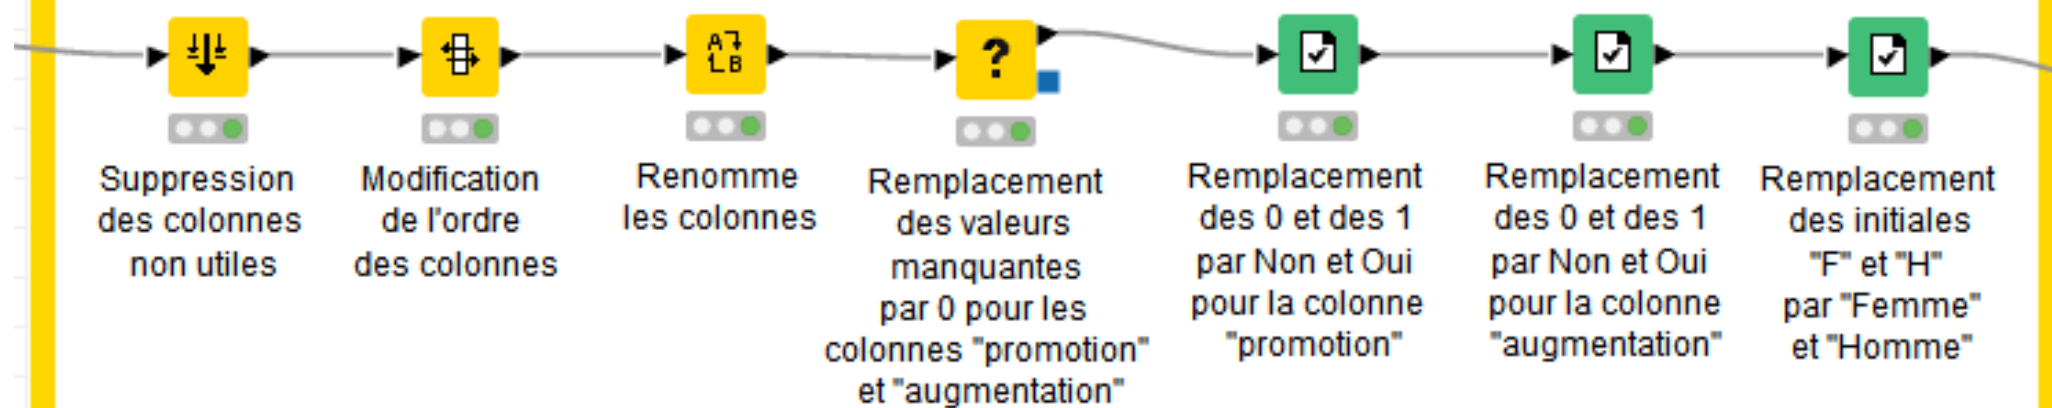 Suppression
des colonnes
non utiles
Modification
de l'ordre
des colonnes
A
B
Renomme
les colonnes
?
Remplacement
des valeurs
manquantes
par 0 pour les
colonnes "promotion"
et "augmentation"
Remplacement
des 0 et des 1
par Non et Oui
pour la colonne
"promotion"
Remplacement
des 0 et des 1
par Non et Oui
pour la colonne
"augmentation"
Remplacement
des initiales
"F" et "H"
par "Femme"
et "Homme"